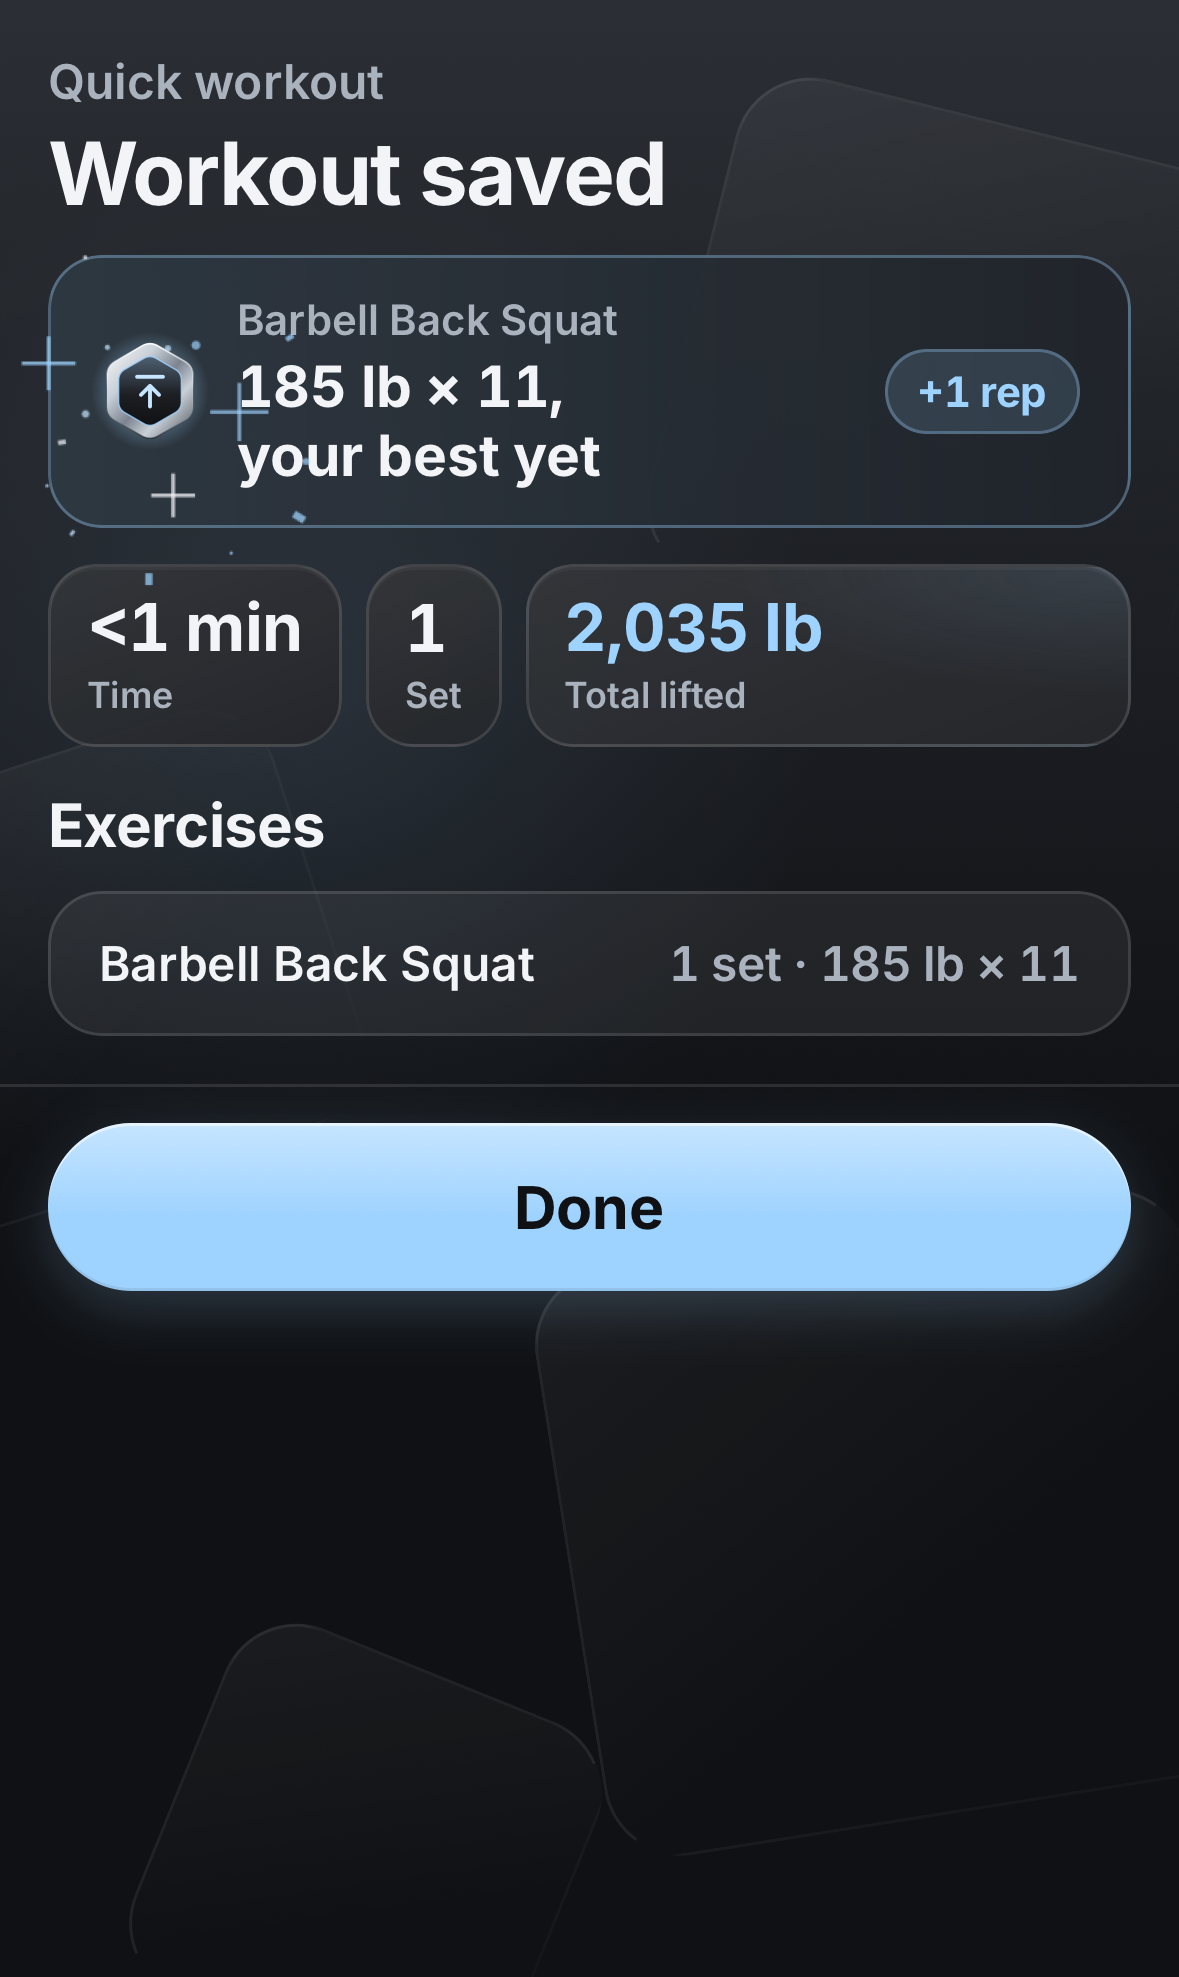 Quick workout
Workout saved
Barbell Back Squat
185 lb × 11,
your best yet
+1 rep
<1 min
Time
1
Set
2,035 lb
Total lifted
Exercises
Barbell Back Squat
1 set · 185 lb × 11
Done